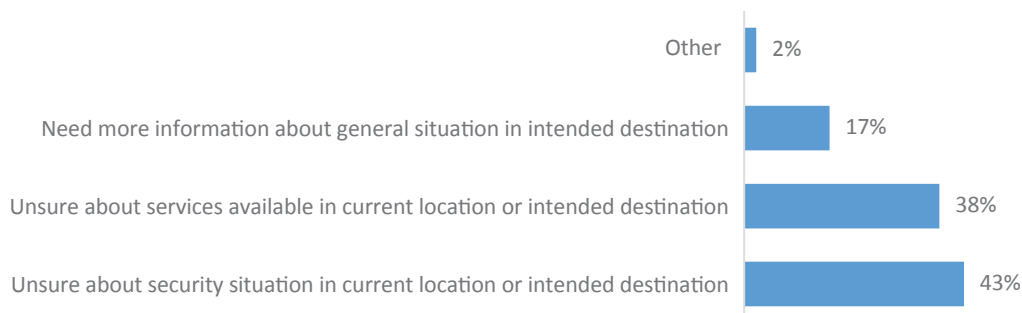 Other 2%
Need more information about general situation in intended destination 17%
Unsure about services available in current location or intended destination 38%
Unsure about security situation in current location or intended destination 43%